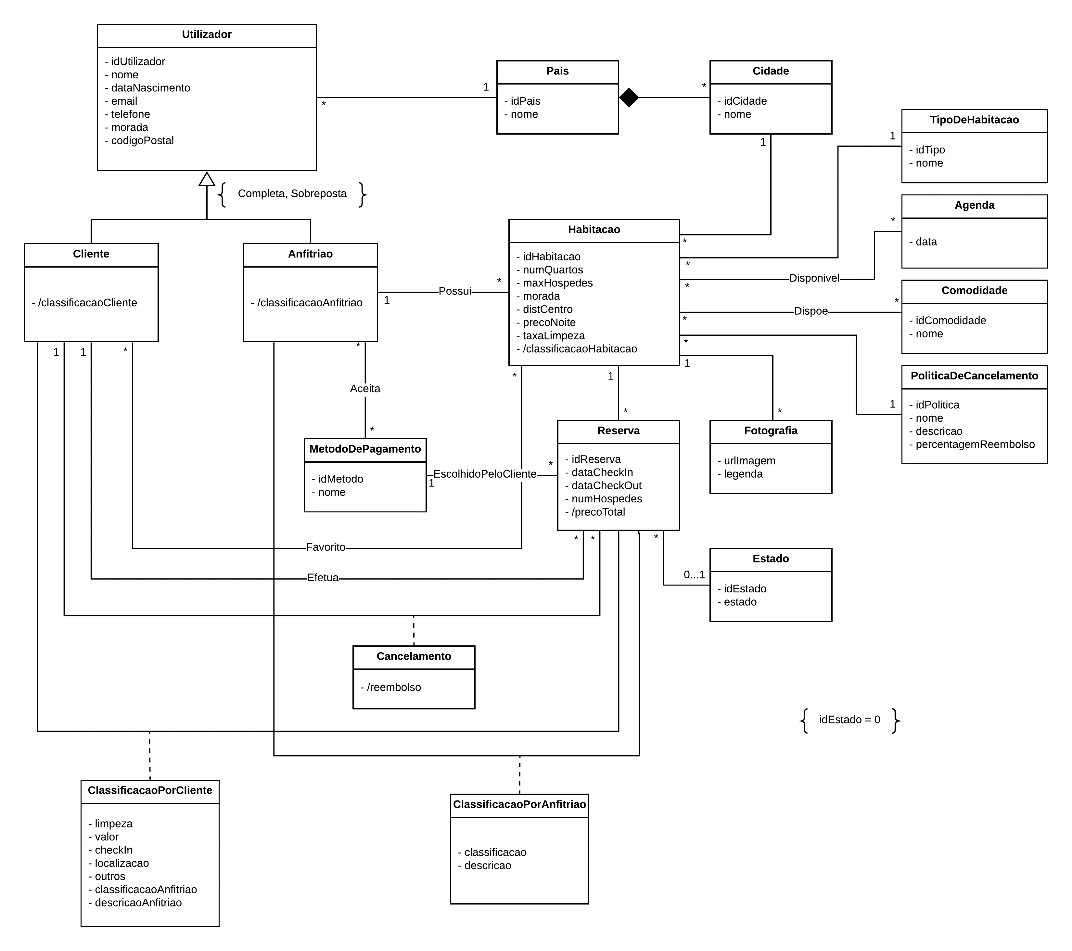 Utilizador
- idUtilizador
- nome
- dataNascimento
- email
- telefone
- morada
- codigoPostal
*
1
Pais
- idPais
- nome
*
Cidade
- idCidade
- nome
1
TipoDeHabitacao
- idTipo
- nome
1
{ Completa, Sobreposta }
Agenda
- data
*
Cliente
- /classificacaoCliente
Anfitriao
- /classificacaoAnfitriao
1
Possui
*
Habitacao
- idHabitacao
- numQuartos
- maxHospedes
- morada
- distCentro
- precoNoite
- taxaLimpeza
- /classificacaoHabitacao
*
*
*
Disponivel
*
Dispoe
*
*
1
Comodidade
- idComodidade
- nome
PoliticaDeCancelamento
- idPolitica
- nome
- descricao
- percentagemReembolso
1
1
1
*
*
Aceita
*
*
1
*
MetodoDePagamento
- idMetodo
- nome
1
EscolhidoPeloCliente
*
Reserva
- idReserva
- dataCheckIn
- dataCheckOut
- numHospedes
- /precoTotal
*
Fotografia
- urlImagem
- legenda
*
*
*
Favorito
Efetua
0...1
Estado
- idEstado
- estado
Cancelamento
- /reembolso
{ idEstado = 0 }
ClassificacaoPorCliente
- limpeza
- valor
- checkIn
- localizacao
- outros
- classificacaoAnfitriao
- descricaoAnfitriao
ClassificacaoPorAnfitriao
- classificacao
- descricao